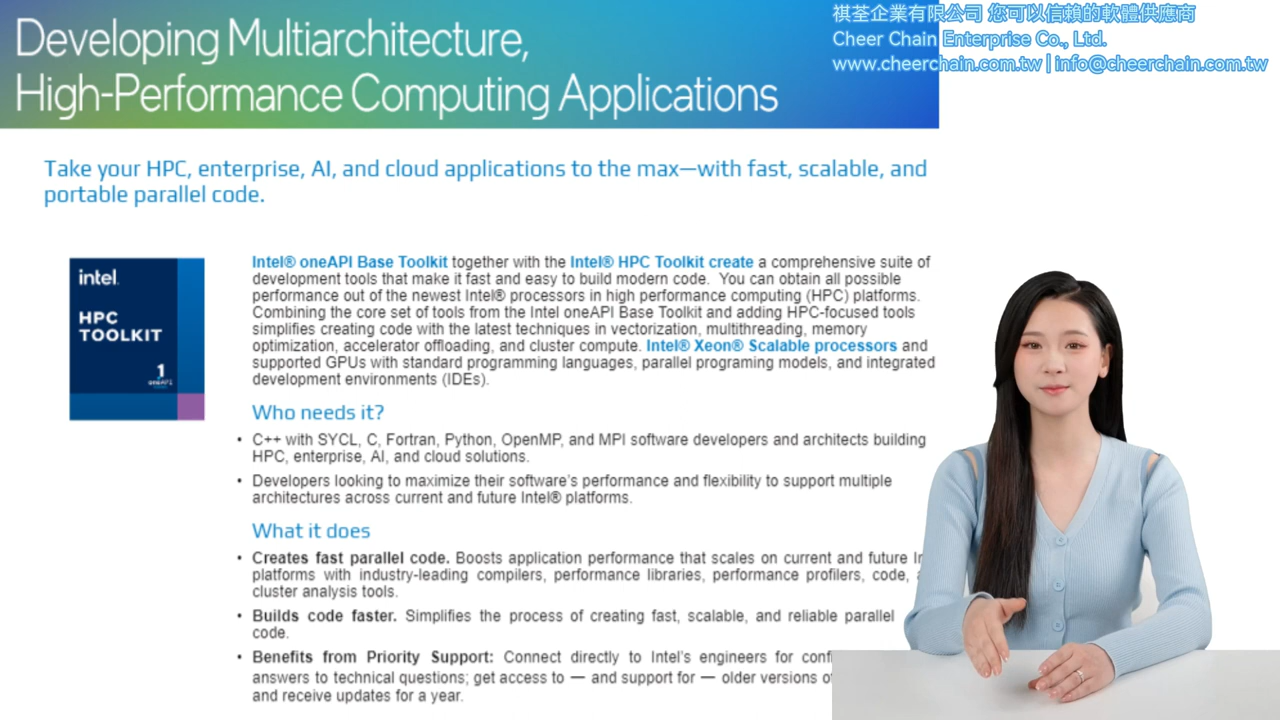 Developing Multiarchitecture,
High-Performance Computing Applications
祺荃企業有限公司 您可以信賴的軟體供應商
Cheer Chain Enterprise Co., Ltd.
www.cheerchain.com.tw | info@cheerchain.com.tw
Take your HPC, enterprise, AI, and cloud applications to the max—with fast, scalable, and
portable parallel code.
intel.
HPC
TOOLKIT
1
oneAPI
Intel® oneAPI Base Toolkit together with the Intel® HPC Toolkit create a comprehensive suite of
development tools that make it fast and easy to build modern code. You can obtain all possible
performance out of the newest Intel® processors in high performance computing (HPC) platforms.
Combining the core set of tools from the Intel oneAPI Base Toolkit and adding HPC-focused tools
simplifies creating code with the latest techniques in vectorization, multithreading, memory
optimization, accelerator offloading, and cluster compute. Intel® Xeon® Scalable processors and
supported GPUs with standard programming languages, parallel programing models, and integrated
development environments (IDEs).
Who needs it?
• C++ with SYCL, C, Fortran, Python, OpenMP, and MPI software developers and architects building
HPC, enterprise, AI, and cloud solutions.
• Developers looking to maximize their software's performance and flexibility to support multiple
architectures across current and future Intel® platforms.
What it does
• Creates fast parallel code. Boosts application performance that scales on current and future
platforms with industry-leading compilers, performance libraries, performance profilers, code,
cluster analysis tools.
• Builds code faster. Simplifies the process of creating fast, scalable, and reliable parallel
code.
• Benefits from Priority Support: Connect directly to Intel's engineers for
answers to technical questions; get access to — and support for — older versions
and receive updates for a year.